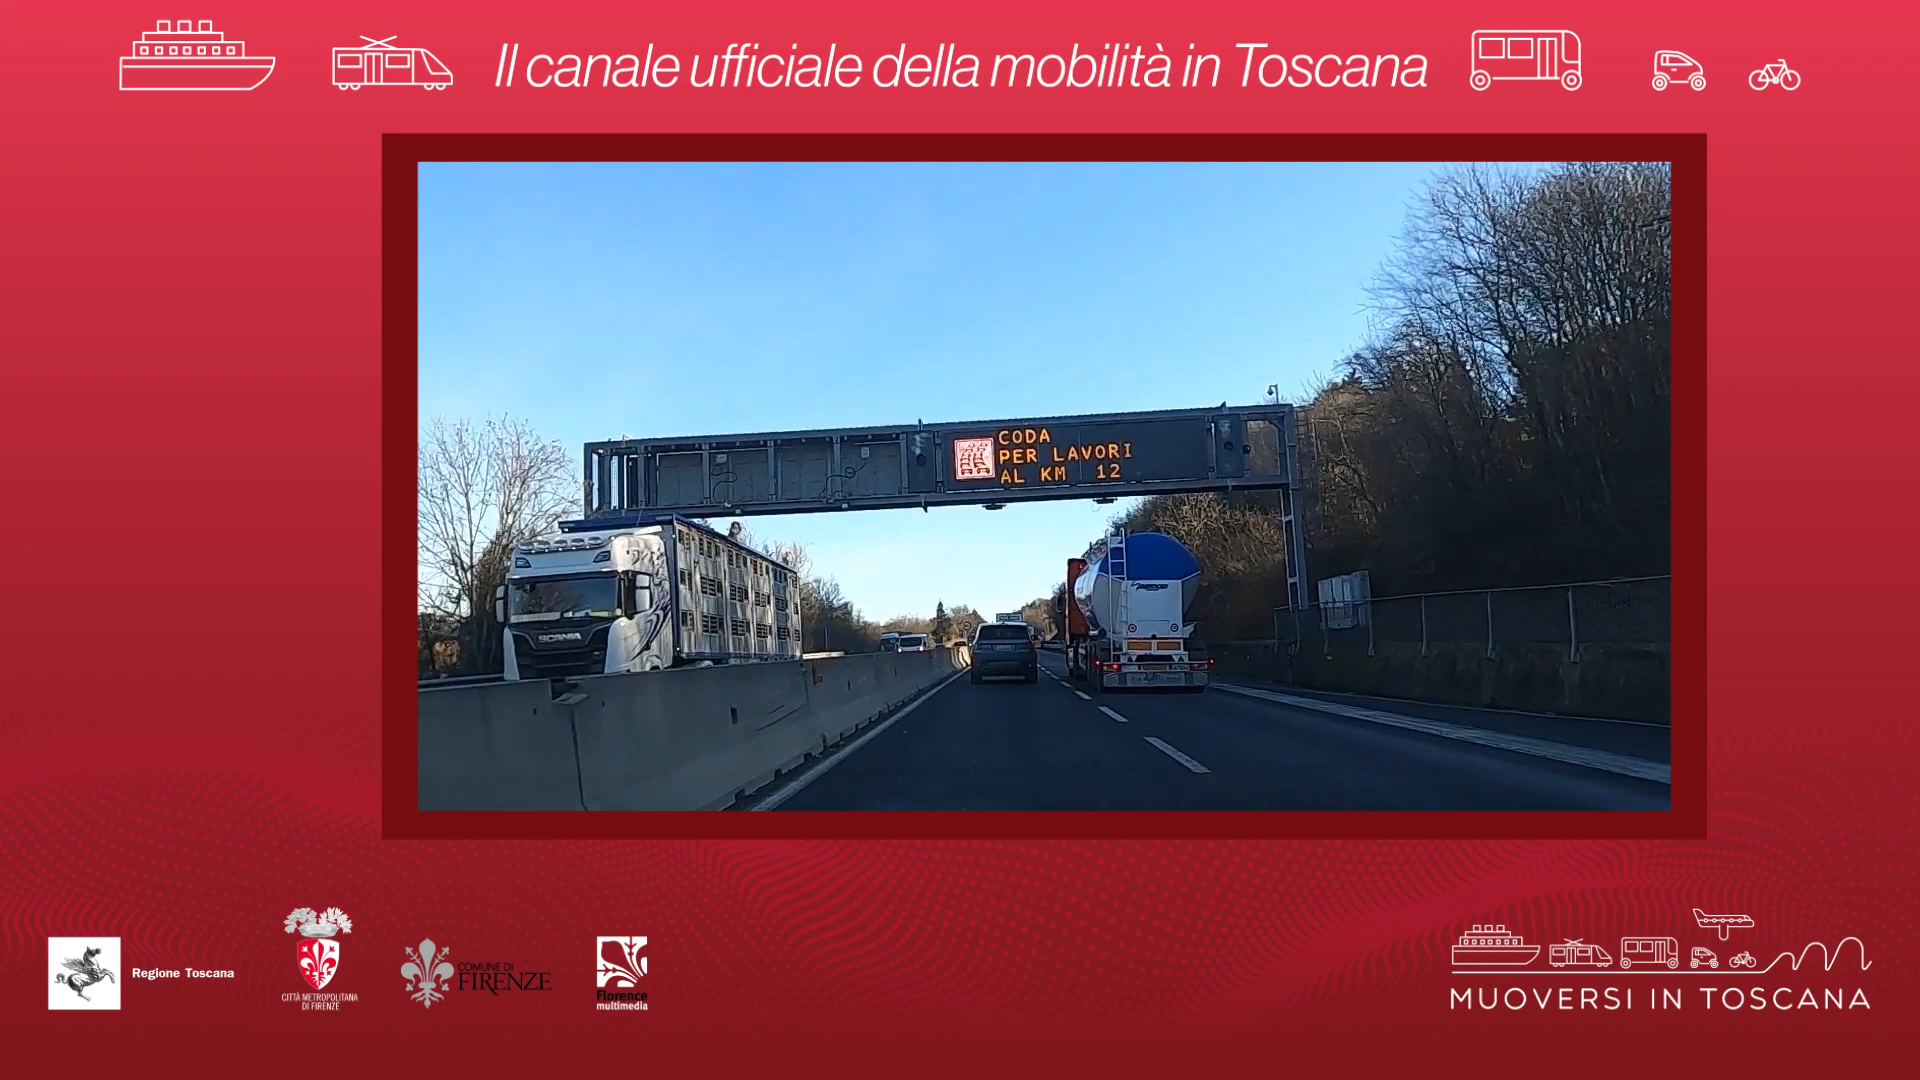 Il canale ufficiale della mobilità in Toscana
CODA
PER LAVORI
AL KM 12
SCANIA
Regione Toscana
CITTÀ METROPOLITANA
DI FIRENZE
COMUNE DI
FIRENZE
Florence
multimedia
MUOVERSI IN TOSCANA